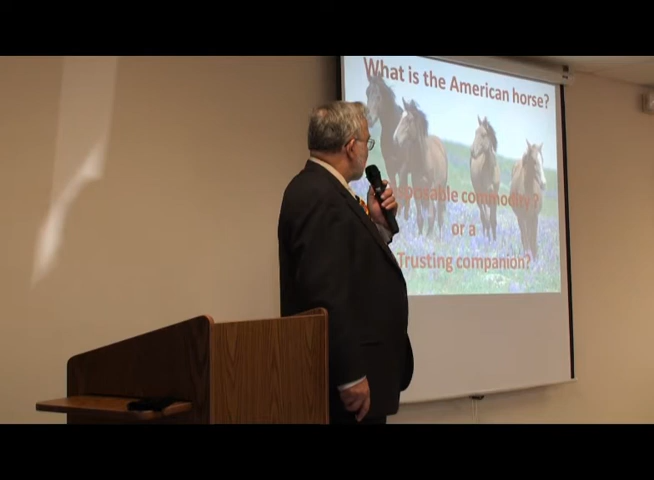 What is the American horse?
commodity ?
or a
Trusting companion?